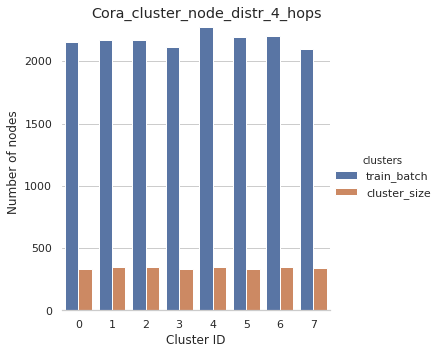 Cora_cluster_node_distr_4_hops
Number of nodes
2000
1500
1000
500
0
0 1 2 3 4 5 6 7
Cluster ID
clusters
train_batch
cluster_size